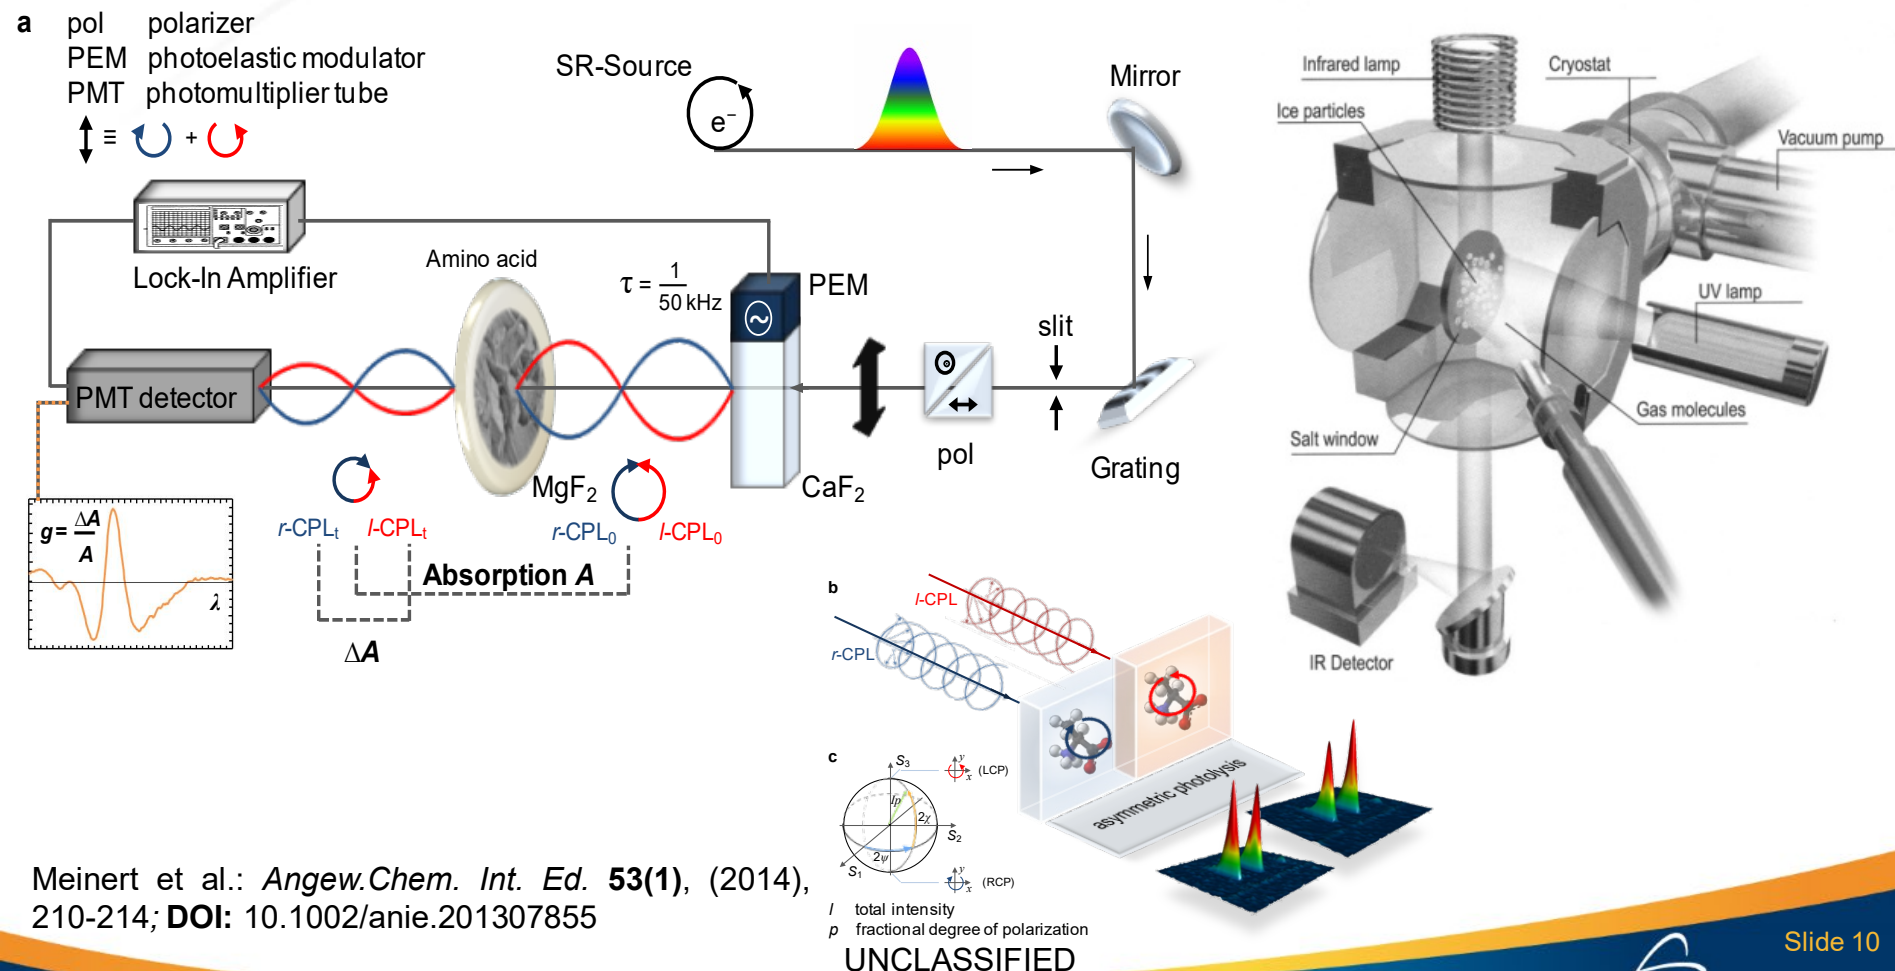 a pol polarizer
PEM photoelastic modulator
PMT photomultiplier tube
≡ +
SR-Source
e⁻
Mirror
Lock-In Amplifier
Amino acid
τ = 1 / 50 kHz
PEM
~
PMT detector
slit
pol
Grating
MgF₂
CaF₂
r-CPLₜ l-CPLₜ
r-CPL₀ l-CPL₀
Absorption A
ΔA
g = ΔA / A
λ
Infrared lamp
Cryostat
Ice particles
Vacuum pump
UV lamp
Gas molecules
Salt window
IR Detector
b
l-CPL
r-CPL
asymmetric photolysis
c
S₃
y
x (LCP)
Ip
2χ
S₂
2ψ
S₁
y
x (RCP)
I total intensity
p fractional degree of polarization
Meinert et al.: Angew.Chem. Int. Ed. 53(1), (2014),
210-214; DOI: 10.1002/anie.201307855
UNCLASSIFIED
Slide 10